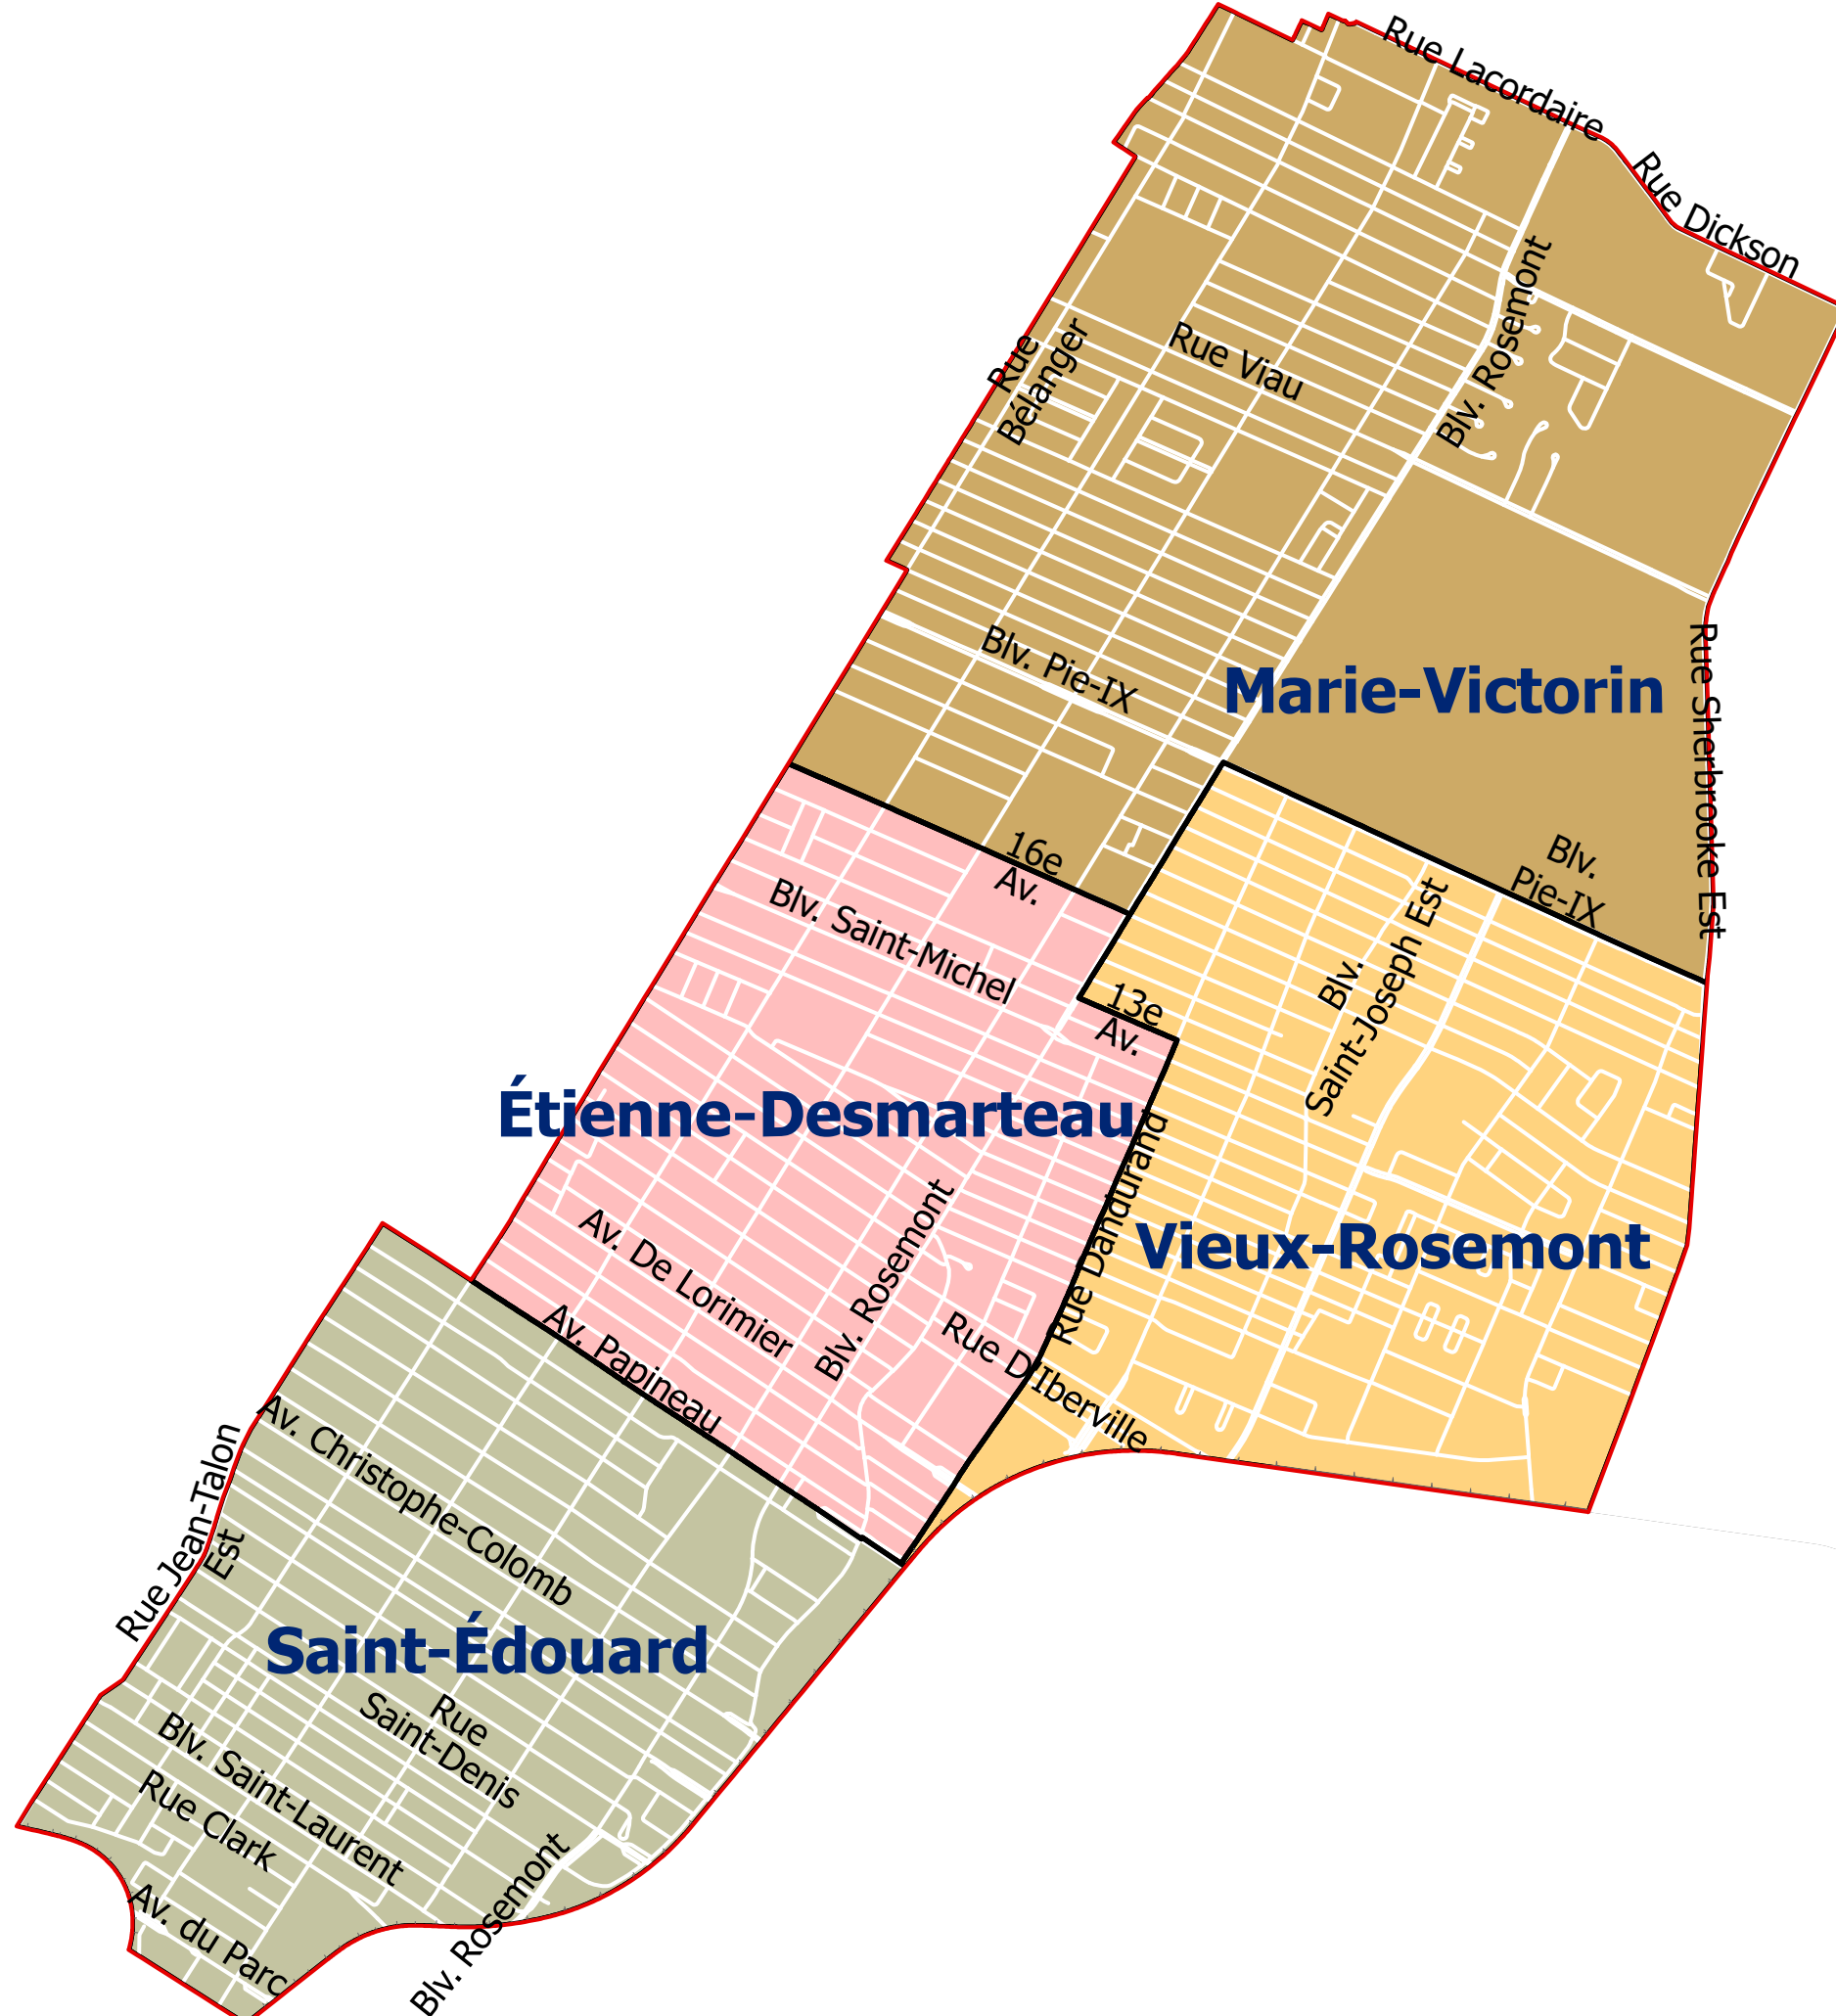 Rue Lacordaire
Rue Dickson
Blv. Rosemont
Rue
Bélanger
Rue Viau
Blv. Pie-IX
Marie-Victorin
Rue Sherbrooke Est
16e
Av.
Blv.
Pie-IX
Blv. Saint-Michel
Blv.
Saint-Joseph Est
13e
Av.
Étienne-Desmarteau
Rue Dandurand
Vieux-Rosemont
Av. De Lorimier
Blv. Rosemont
Av. Papineau
Rue D'Iberville
Av. Christophe-Colomb
Rue Jean-Talon
Est
Saint-Édouard
Rue
Saint-Denis
Blv. Saint-Laurent
Rue Clark
Blv. Rosemont
Av. du Parc